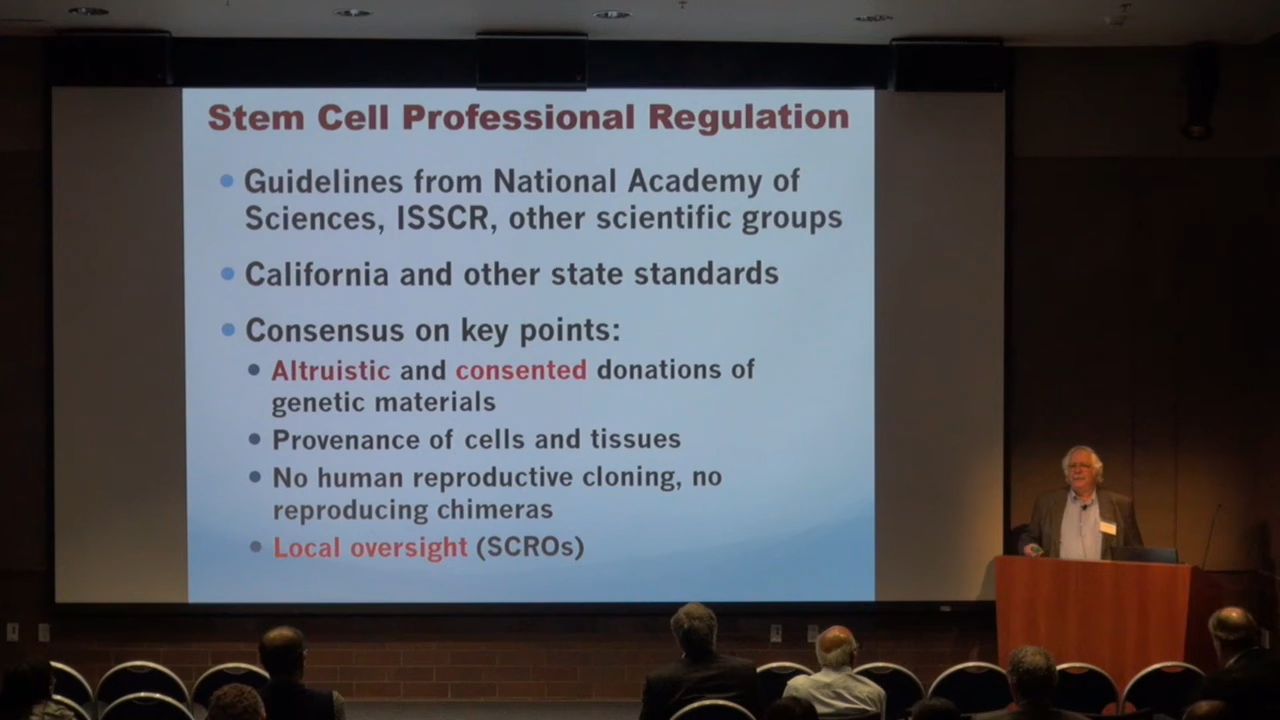 Stem Cell Professional Regulation
Guidelines from National Academy of
Sciences, ISSCR, other scientific groups
California and other state standards
Consensus on key points:
Altruistic and consented donations of
genetic materials
Provenance of cells and tissues
No human reproductive cloning, no
reproducing chimeras
Local oversight (SCROs)